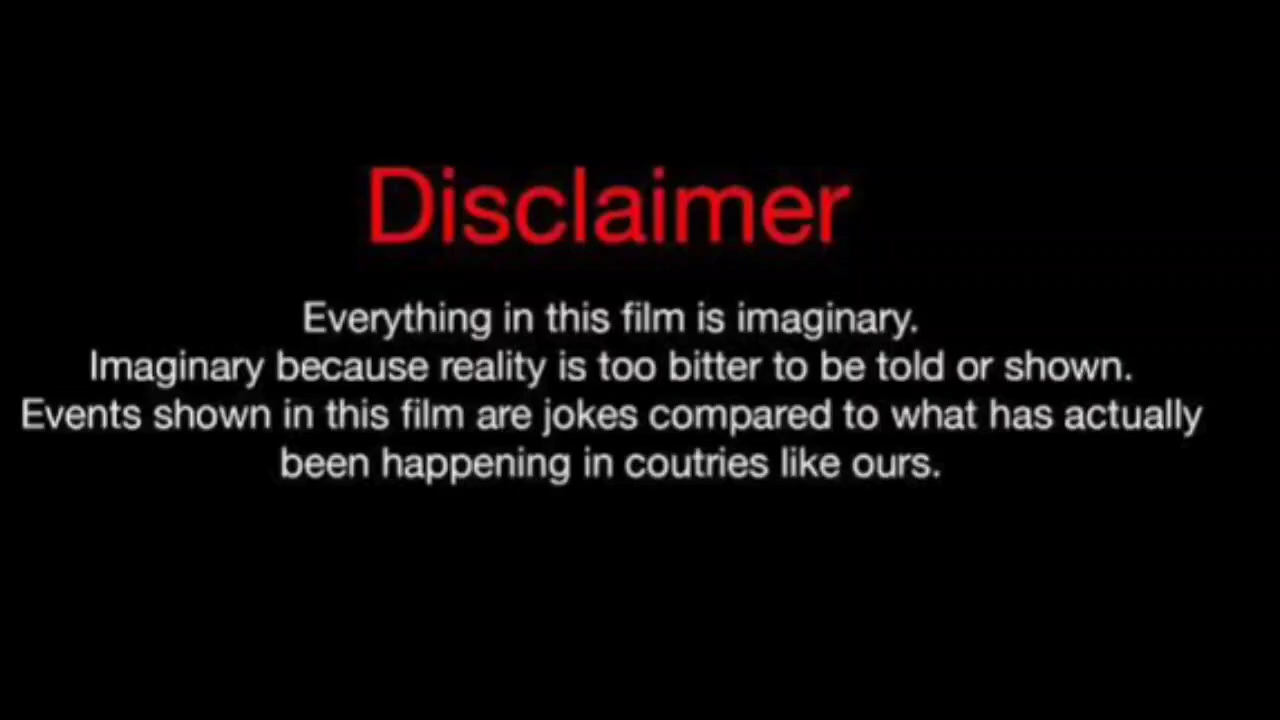 Disclaimer
Everything in this film is imaginary.
Imaginary because reality is too bitter to be told or shown.
Events shown in this film are jokes compared to what has actually
been happening in coutries like ours.